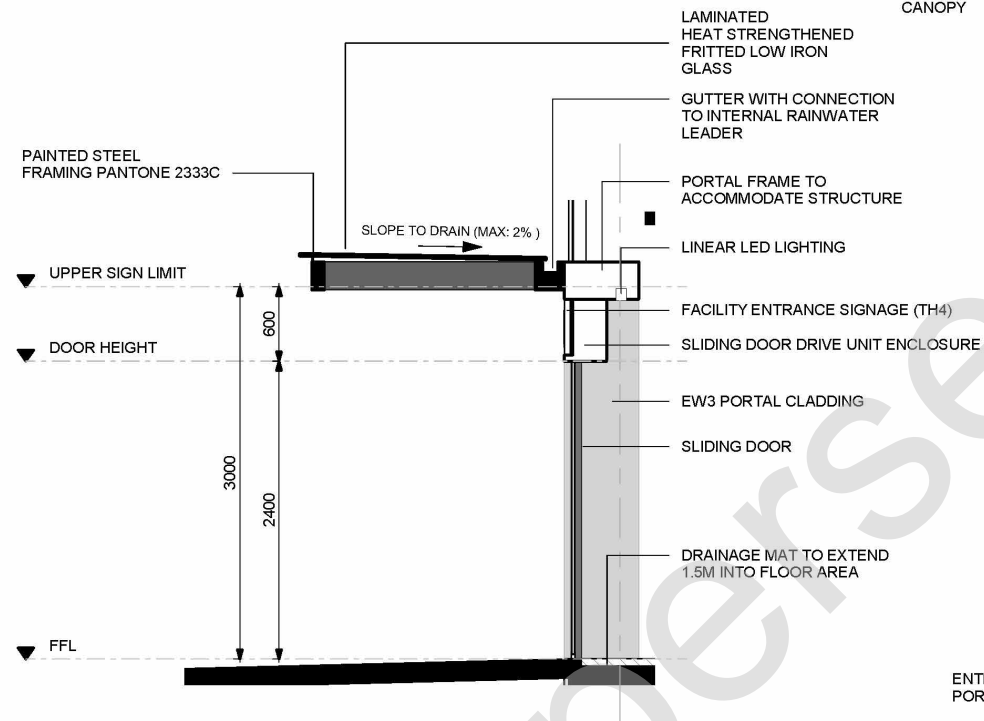 CANOPY
LAMINATED
HEAT STRENGTHENED
FRITTED LOW IRON
GLASS
GUTTER WITH CONNECTION
TO INTERNAL RAINWATER
LEADER
PAINTED STEEL
FRAMING PANTONE 2333C
PORTAL FRAME TO
ACCOMMODATE STRUCTURE
SLOPE TO DRAIN (MAX: 2% )
LINEAR LED LIGHTING
UPPER SIGN LIMIT
FACILITY ENTRANCE SIGNAGE (TH4)
600
SLIDING DOOR DRIVE UNIT ENCLOSURE
DOOR HEIGHT
EW3 PORTAL CLADDING
SLIDING DOOR
3000
2400
DRAINAGE MAT TO EXTEND
1.5M INTO FLOOR AREA
FFL
ENT
POR
perse